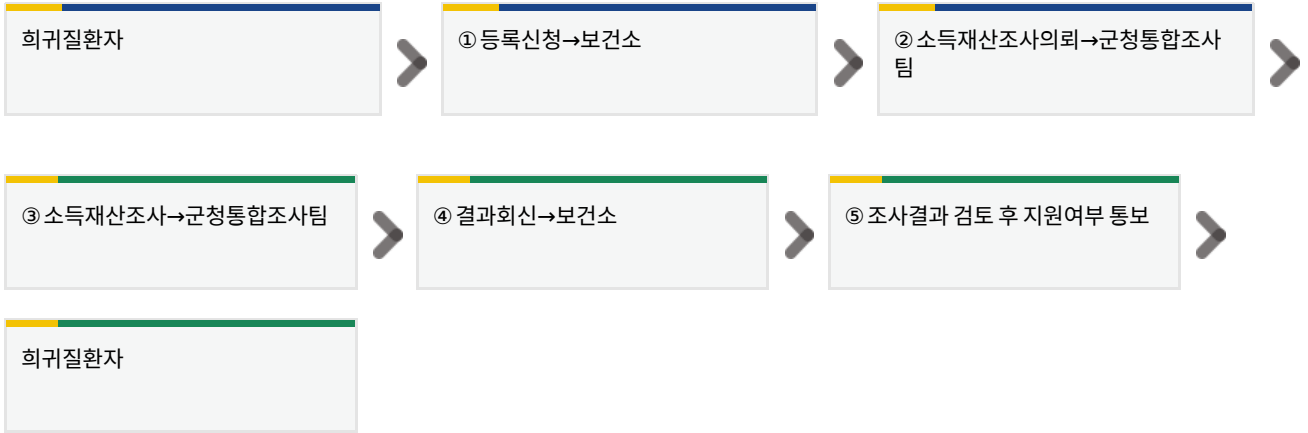 희귀질환자
① 등록신청→보건소
② 소득재산조사의뢰→군청통합조사
팀
③ 소득재산조사→군청통합조사팀
④ 결과회신→보건소
⑤ 조사결과 검토 후 지원여부 통보
희귀질환자